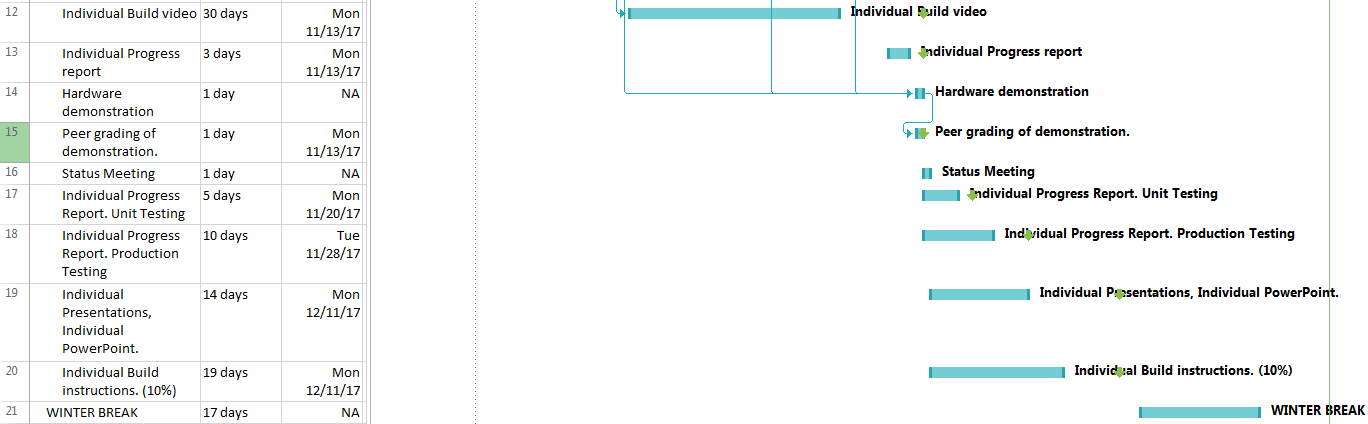 12 Individual Build video 30 days Mon
11/13/17
Individual Build video
13 Individual Progress 3 days Mon
report 11/13/17
Individual Progress report
14 Hardware 1 day NA
demonstration
Hardware demonstration
15 Peer grading of 1 day Mon
demonstration. 11/13/17
Peer grading of demonstration.
16 Status Meeting 1 day NA
Status Meeting
17 Individual Progress 5 days Mon
Report. Unit Testing 11/20/17
Individual Progress Report. Unit Testing
18 Individual Progress 10 days Tue
Report. Production 11/28/17
Testing
Individual Progress Report. Production Testing
19 Individual 14 days Mon
Presentations, 12/11/17
Individual
PowerPoint.
Individual Presentations, Individual PowerPoint.
20 Individual Build 19 days Mon
instructions. (10%) 12/11/17
Individual Build instructions. (10%)
21 WINTER BREAK 17 days NA
WINTER BREAK